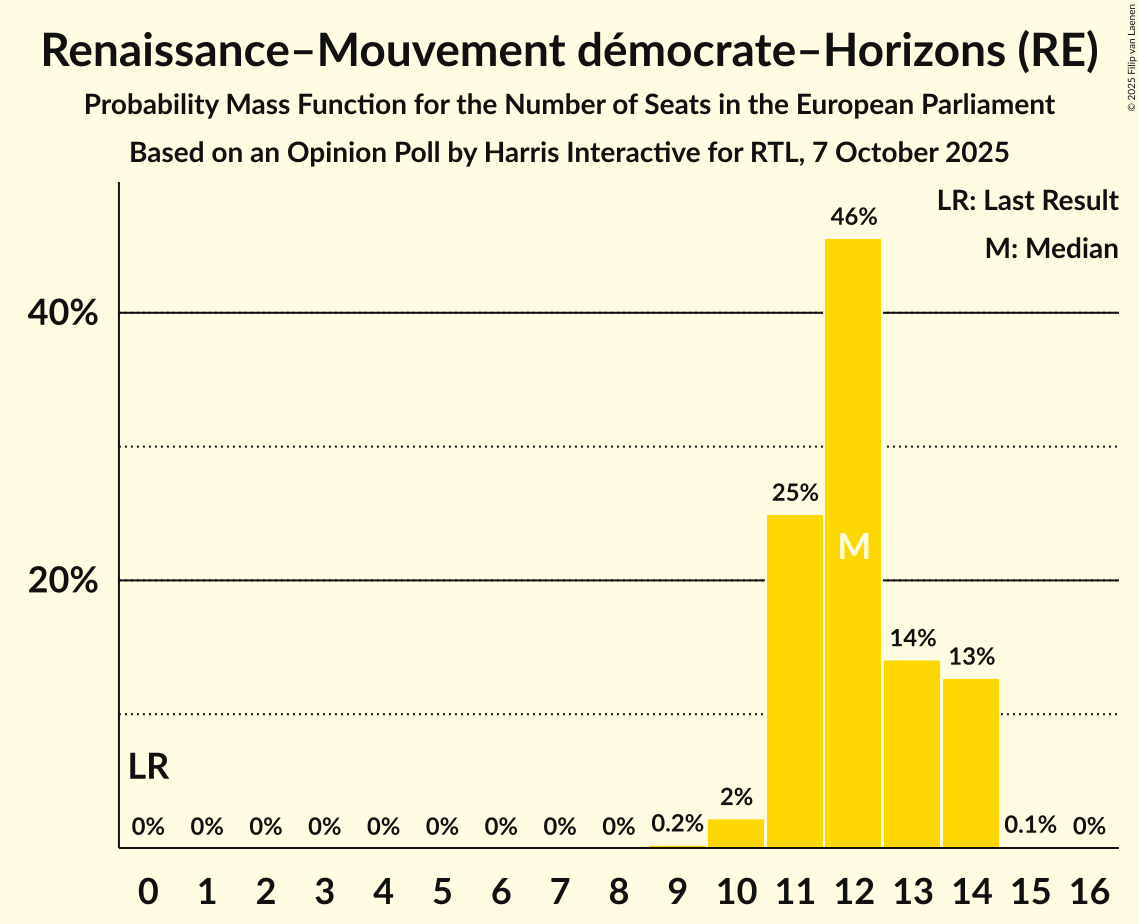 Renaissance–Mouvement démocrate–Horizons (RE)
Probability Mass Function for the Number of Seats in the European Parliament
Based on an Opinion Poll by Harris Interactive for RTL, 7 October 2025
© 2025 Filip van Laenen
LR: Last Result
M: Median
46%
40%
25%
M
20%
14%
13%
LR
2%
0% 0% 0% 0% 0% 0% 0% 0% 0% 0.2% 0.1% 0%
0 1 2 3 4 5 6 7 8 9 10 11 12 13 14 15 16